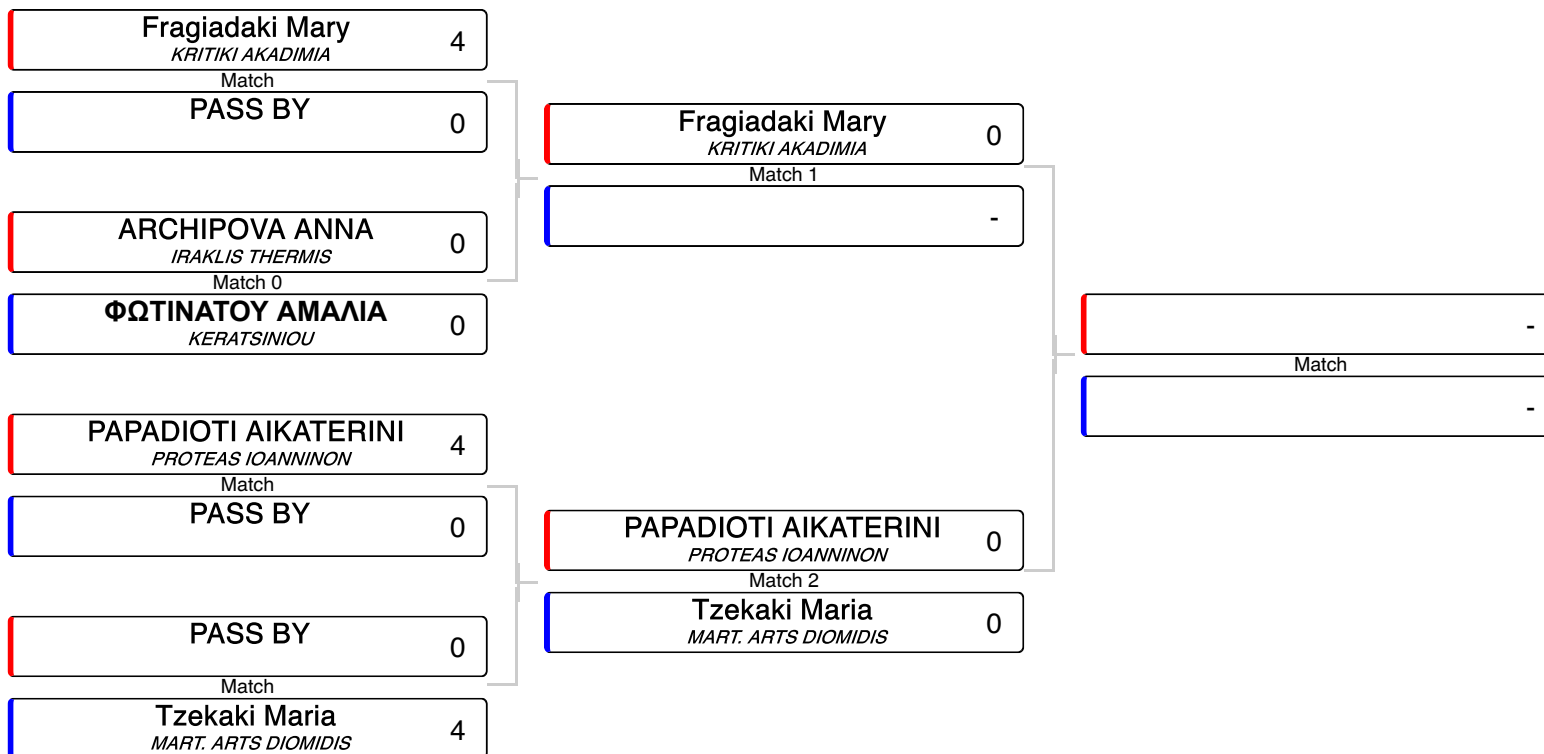 Fragiadaki Mary
KRITIKI AKADIMIA
4
Match
PASS BY
0
ARCHIPOVA ANNA
IRAKLIS THERMIS
0
Match 0
ΦΩΤΙΝΑΤΟΥ ΑΜΑΛΙΑ
KERATSINIOU
0
PAPADIOTI AIKATERINI
PROTEAS IOANNINON
4
Match
PASS BY
0
PASS BY
0
Match
Tzekaki Maria
MART. ARTS DIOMIDIS
4
Fragiadaki Mary
KRITIKI AKADIMIA
0
Match 1
-
PAPADIOTI AIKATERINI
PROTEAS IOANNINON
0
Match 2
Tzekaki Maria
MART. ARTS DIOMIDIS
0
-
Match
-